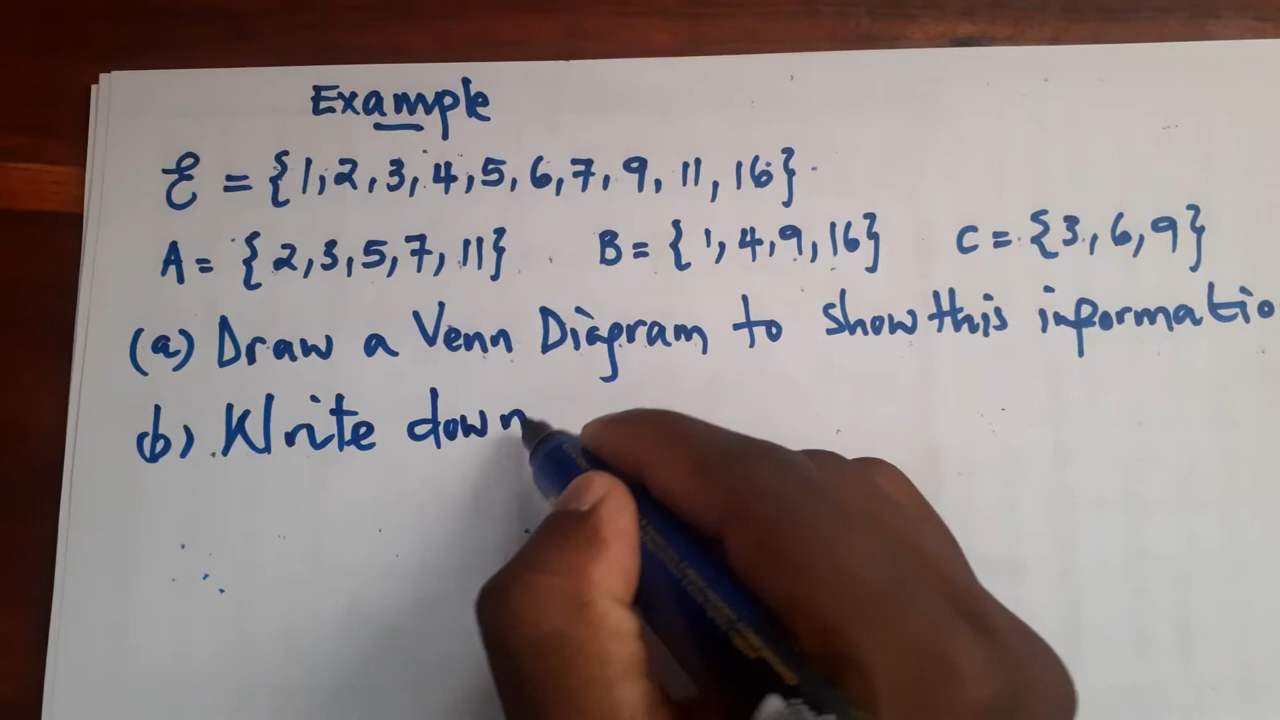 Example
ℰ = {1,2,3,4,5,6,7,9,11,16}
A = {2,3,5,7,11} B = {1,4,9,16} C = {3,6,9}
(a) Draw a Venn Diagram to show this informatio
(b) Write down